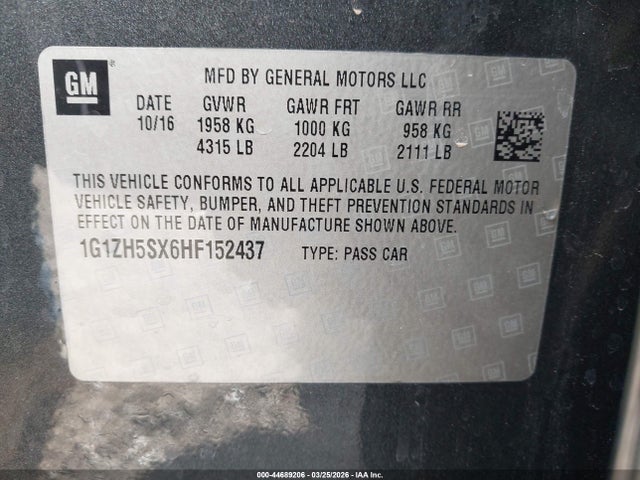 GM
MFD BY GENERAL MOTORS LLC
DATE GVWR GAWR FRT GAWR RR
10/16 1958 KG 1000 KG 958 KG
4315 LB 2204 LB 2111 LB
THIS VEHICLE CONFORMS TO ALL APPLICABLE U.S. FEDERAL MOTOR
VEHICLE SAFETY, BUMPER, AND THEFT PREVENTION STANDARDS IN
EFFECT ON THE DATE OF MANUFACTURE SHOWN ABOVE.
1G1ZH5SX6HF152437 TYPE: PASS CAR
000-44689206 - 03/25/2026 - IAA Inc.